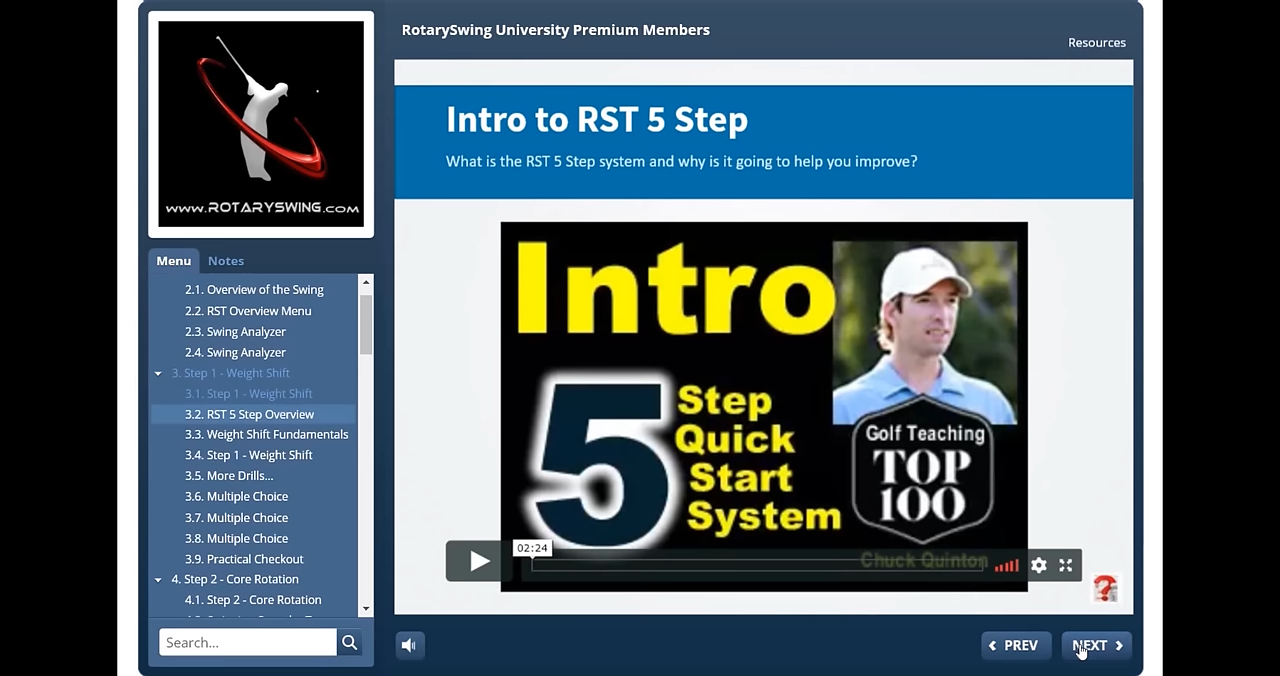 RotarySwing University Premium Members
Resources
WWW.ROTARYSWING.COM
Menu
Notes
2.1. Overview of the Swing
2.2. RST Overview Menu
2.3. Swing Analyzer
2.4. Swing Analyzer
3. Step 1 - Weight Shift
3.1. Step 1 - Weight Shift
3.2. RST 5 Step Overview
3.3. Weight Shift Fundamentals
3.4. Step 1 - Weight Shift
3.5. More Drills...
3.6. Multiple Choice
3.7. Multiple Choice
3.8. Multiple Choice
3.9. Practical Checkout
4. Step 2 - Core Rotation
4.1. Step 2 - Core Rotation
Search...
Intro to RST 5 Step
What is the RST 5 Step system and why is it going to help you improve?
Intro
5
Step
Quick
Start
System
Golf Teaching
TOP
100
Chuck Quinton
02:24
PREV
NEXT